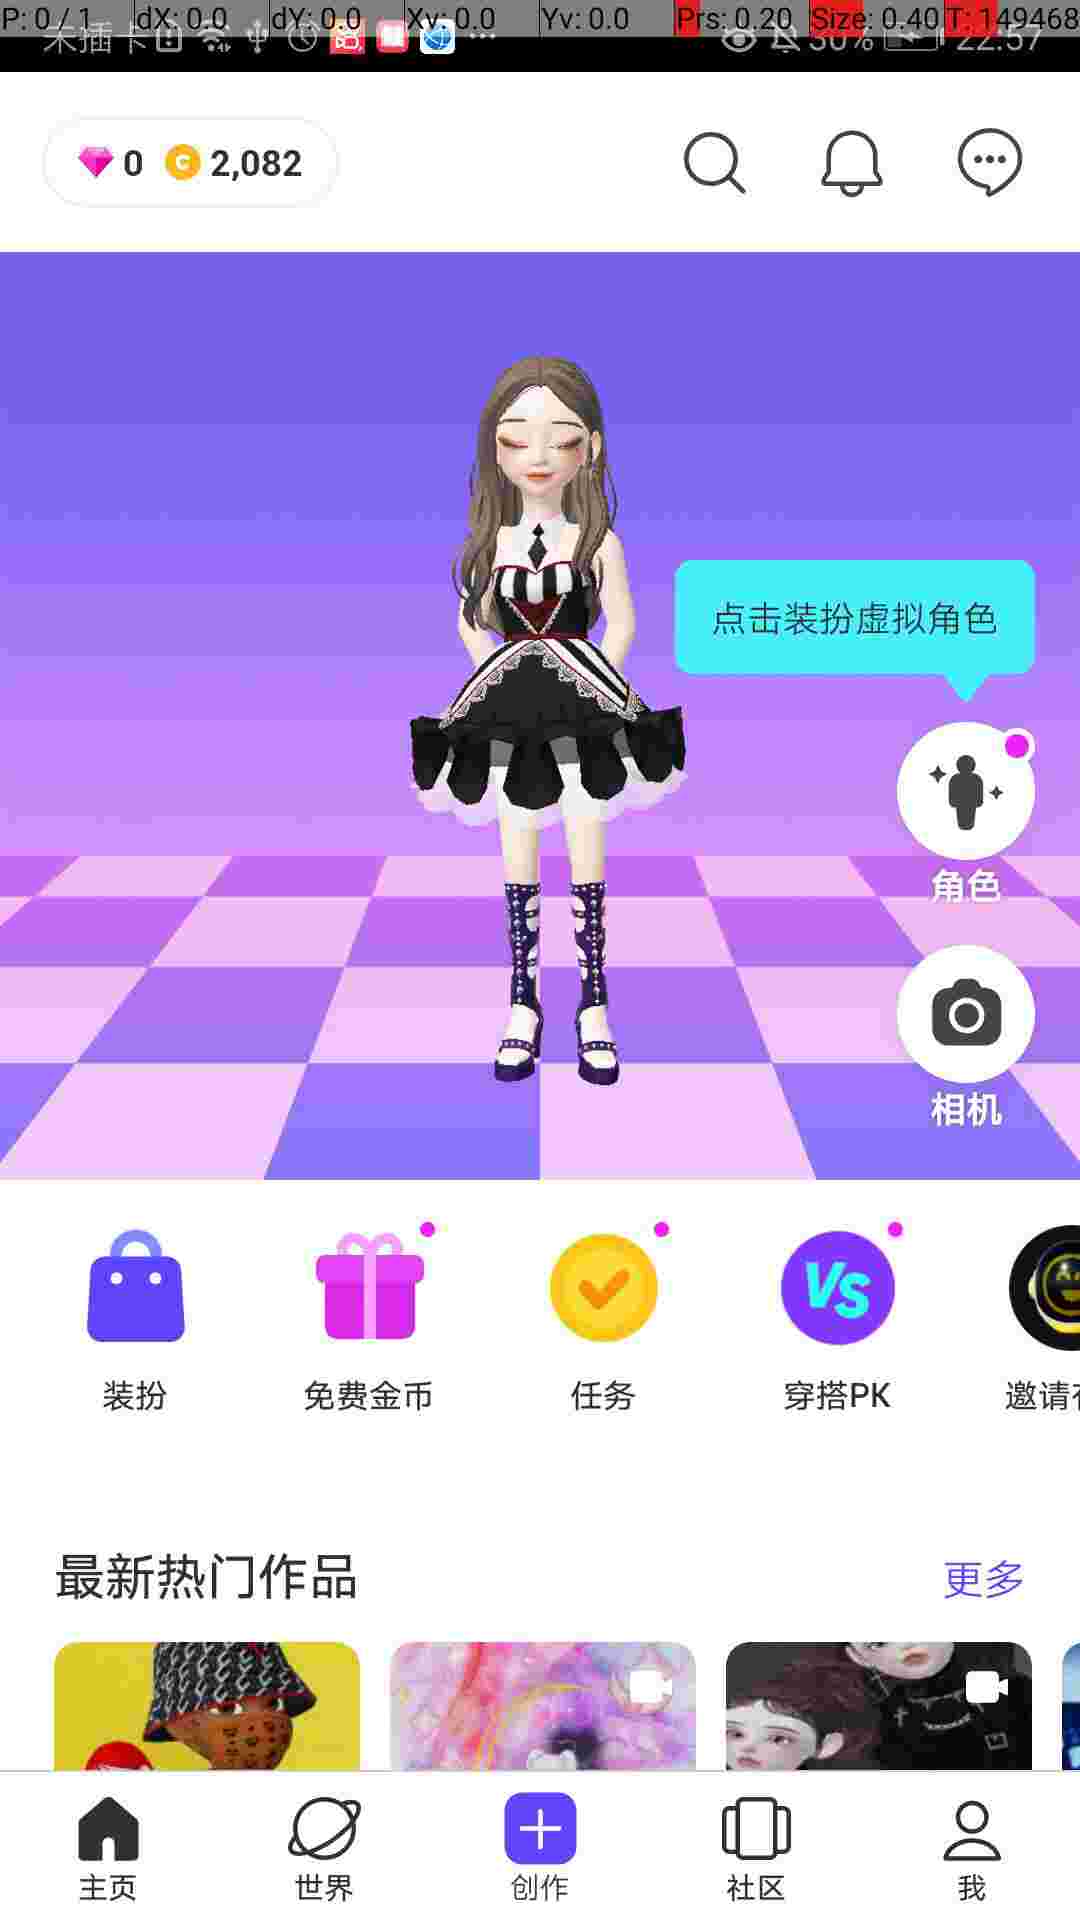 P: 0 / 1 dX: 0.0 dY: 0.0 Xv: 0.0 Yv: 0.0 Prs: 0.20 Size: 0.40 T: 149468
未插卡 30% 22:57
0 C 2,082
点击装扮虚拟角色
角色
相机
VS
装扮 免费金币 任务 穿搭PK 邀请
最新热门作品 更多
主页 世界 创作 社区 我